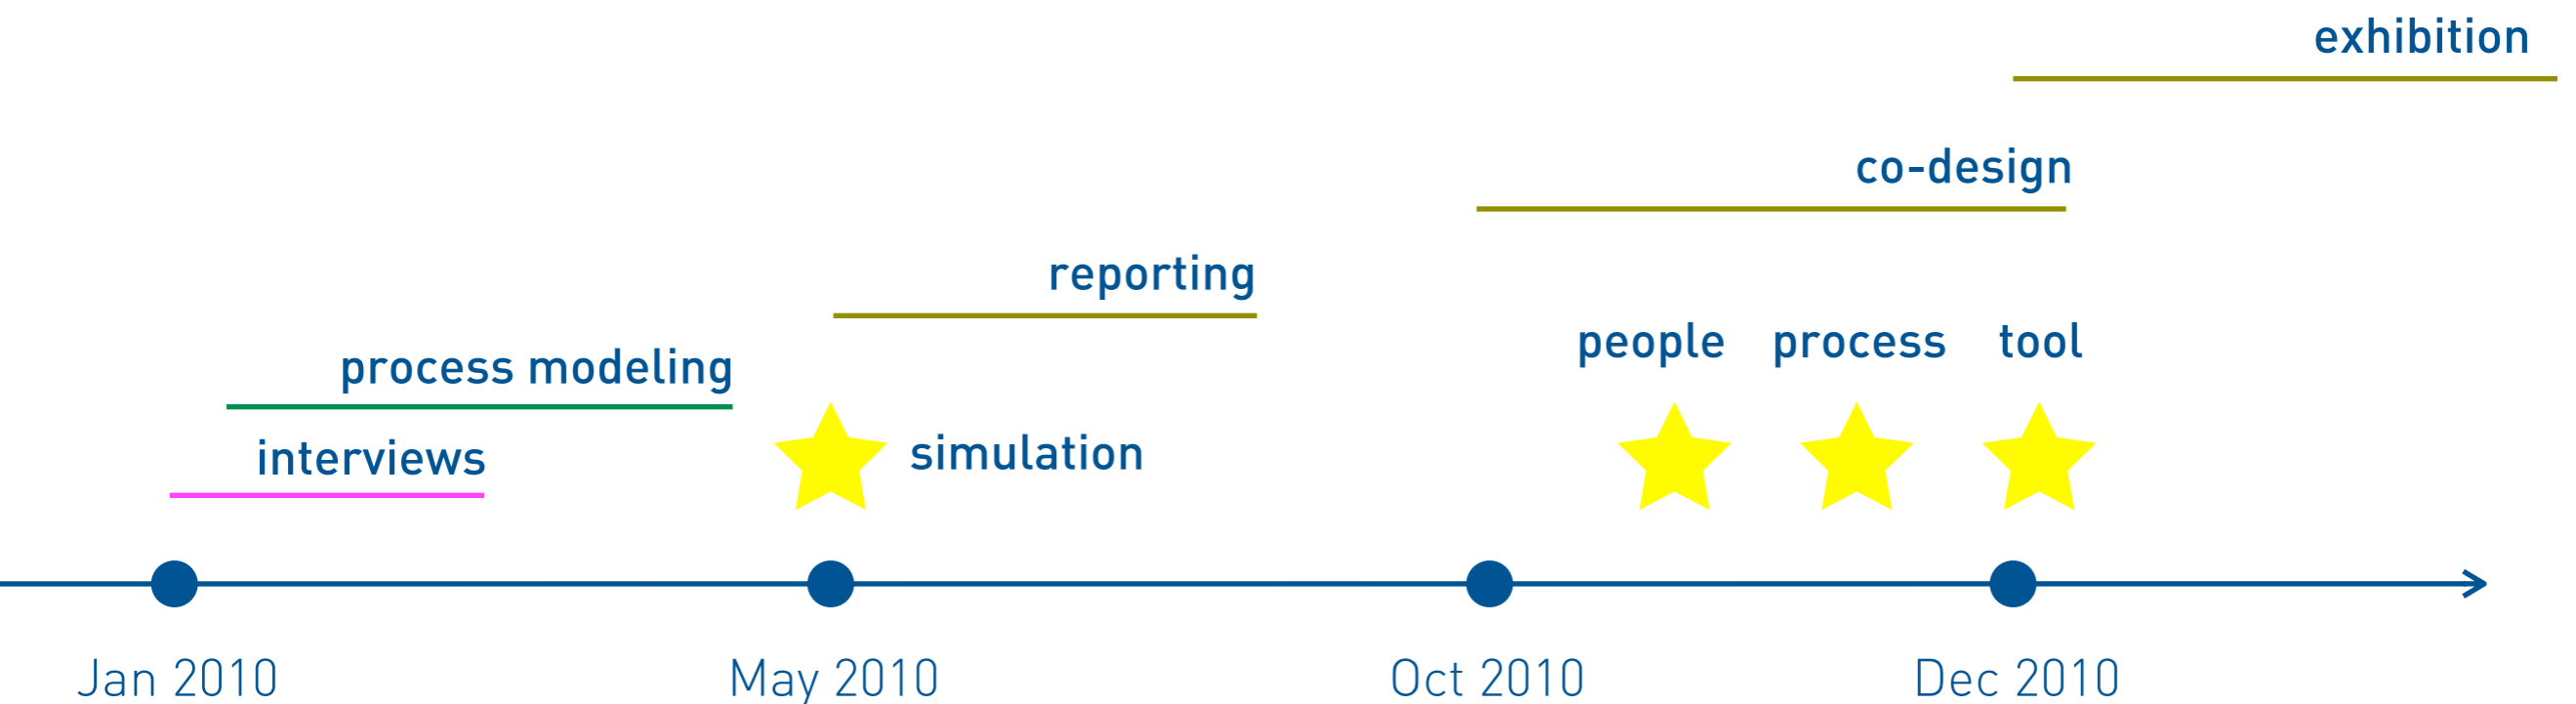 exhibition
co-design
reporting
people process tool
process modeling
simulation
interviews
Jan 2010 May 2010 Oct 2010 Dec 2010